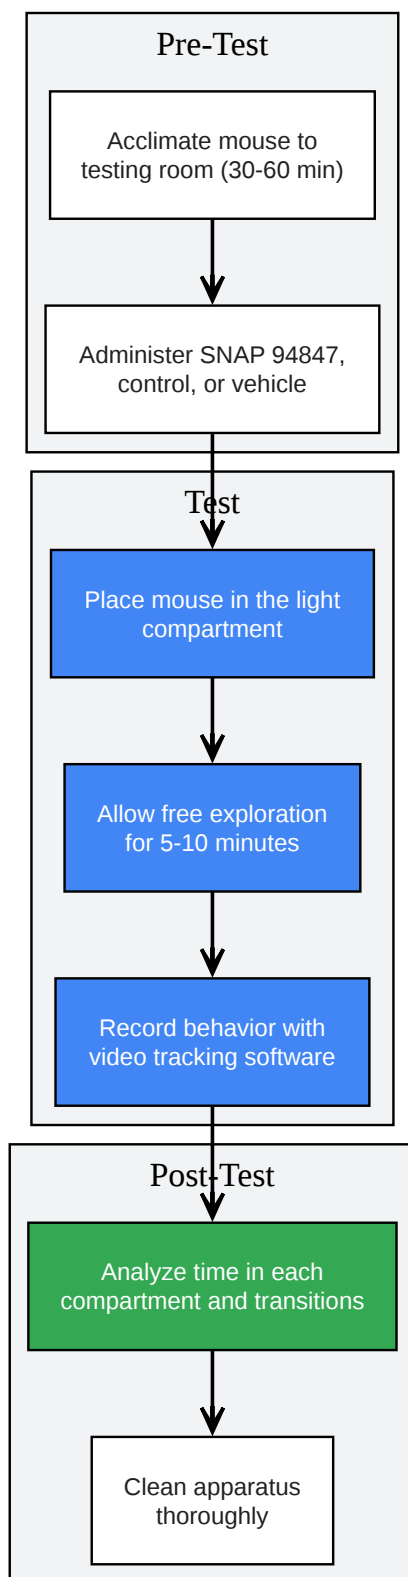 Pre-Test
Acclimate mouse to
testing room (30-60 min)
Administer SNAP 94847,
control, or vehicle
Test
Place mouse in the light
compartment
Allow free exploration
for 5-10 minutes
Record behavior with
video tracking software
Post-Test
Analyze time in each
compartment and transitions
Clean apparatus
thoroughly